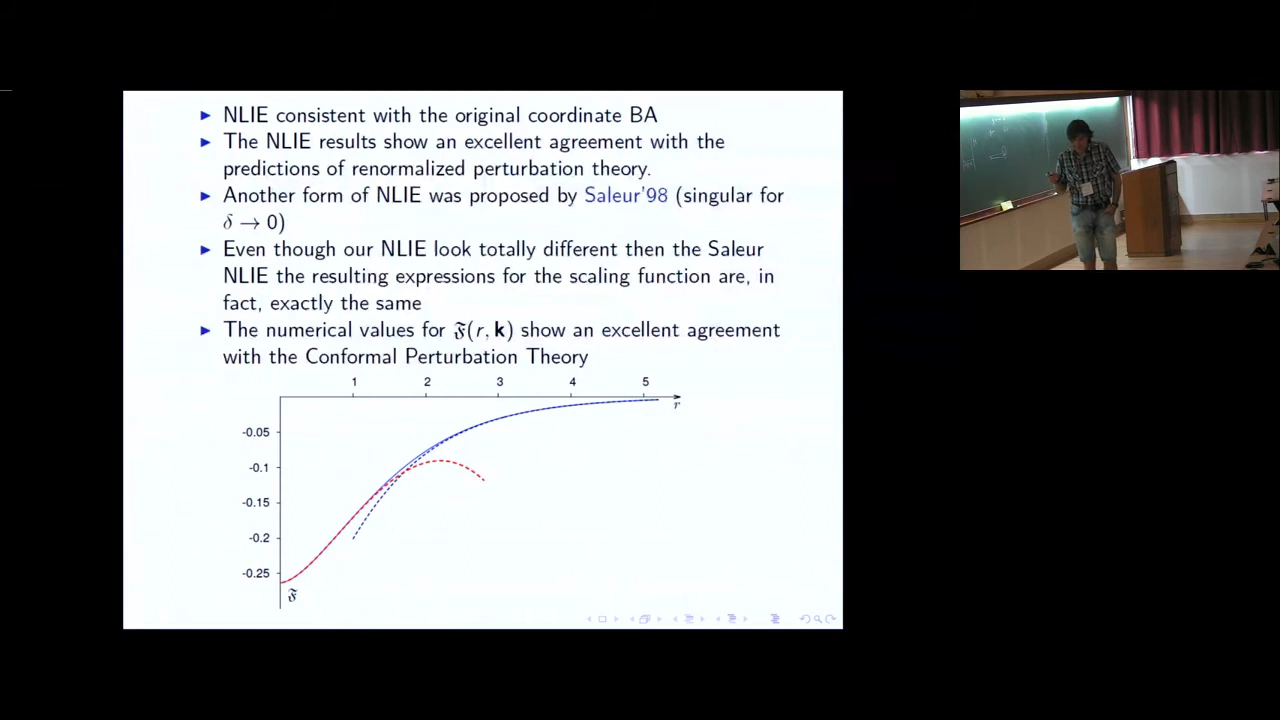 ► NLIE consistent with the original coordinate BA
► The NLIE results show an excellent agreement with the
predictions of renormalized perturbation theory.
► Another form of NLIE was proposed by Saleur'98 (singular for
δ → 0)
► Even though our NLIE look totally different then the Saleur
NLIE the resulting expressions for the scaling function are, in
fact, exactly the same
► The numerical values for 𝔉(r, k) show an excellent agreement
with the Conformal Perturbation Theory
1 2 3 4 5
r
-0.05
-0.1
-0.15
-0.2
-0.25
𝔉